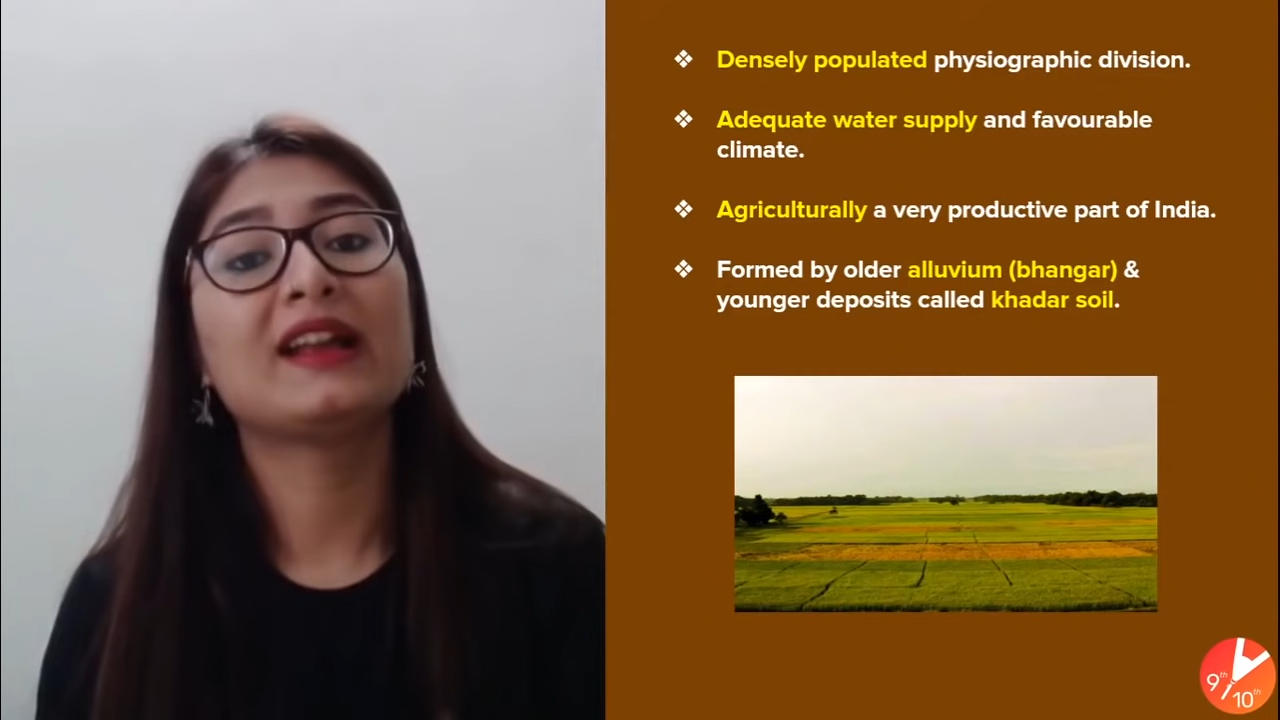 ❖ Densely populated physiographic division.
❖ Adequate water supply and favourable
climate.
❖ Agriculturally a very productive part of India.
❖ Formed by older alluvium (bhangar) &
younger deposits called khadar soil.
9th
10th